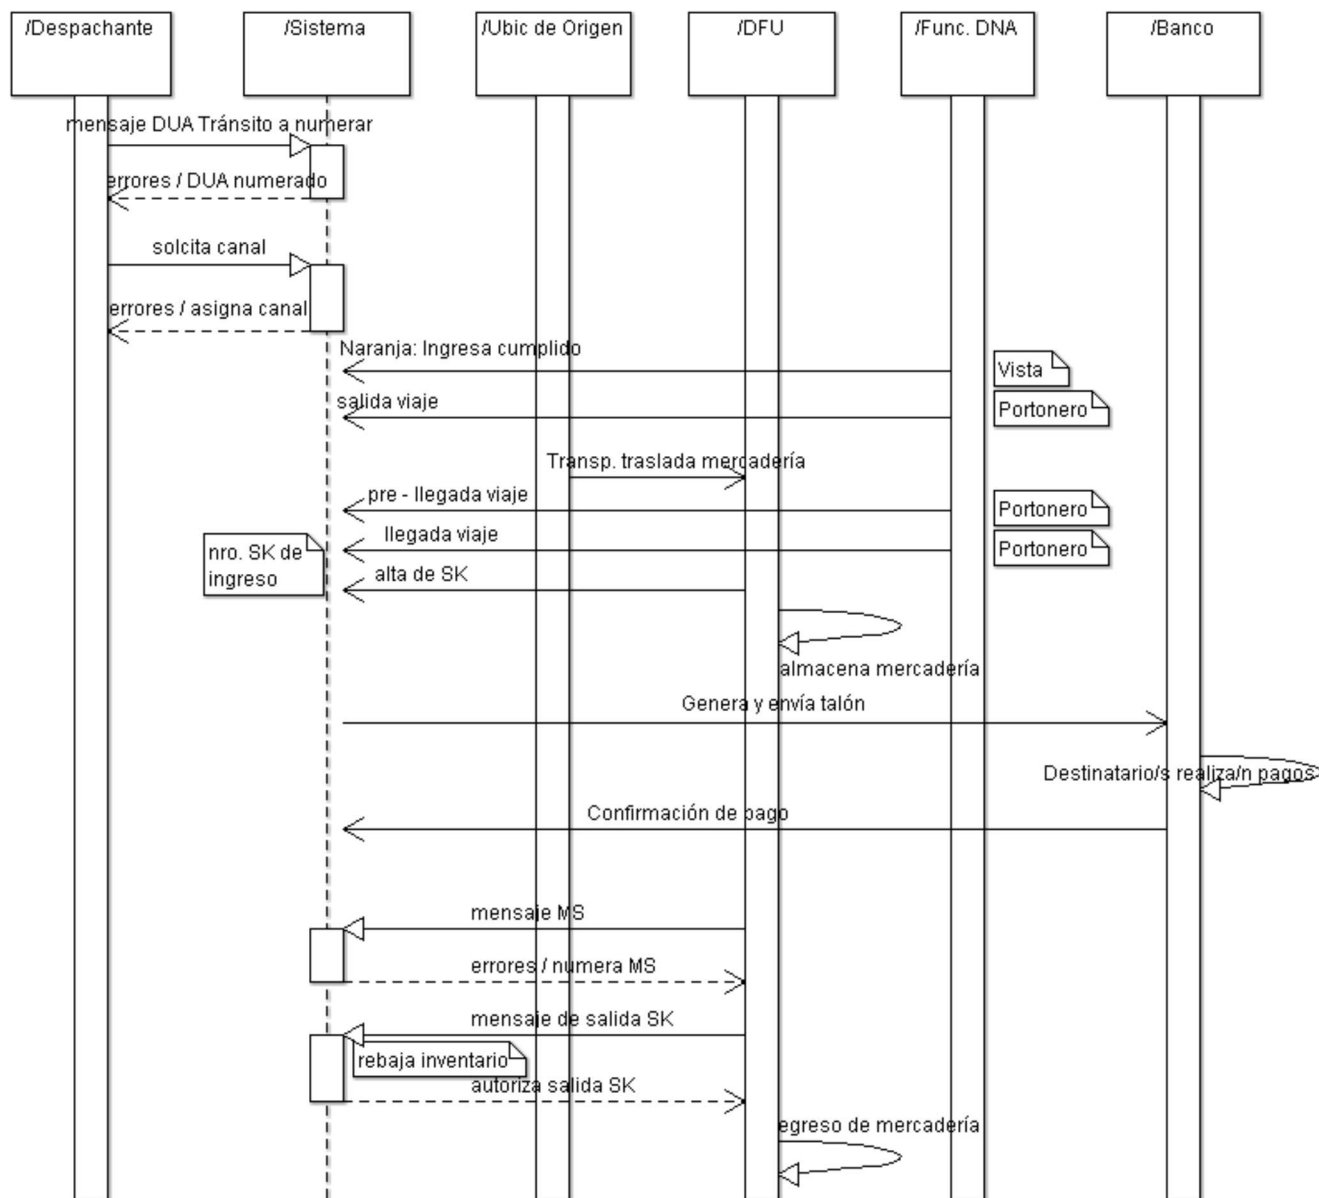 /Despachante
/Sistema
/Ubic de Origen
/DFU
/Func. DNA
/Banco
mensaje DUA Tránsito a numerar
errores / DUA numerado
solcita canal
errores / asigna canal
Naranja: Ingresa cumplido
Vista
salida viaje
Portonero
Transp. traslada mercadería
pre - llegada viaje
Portonero
llegada viaje
Portonero
nro. SK de
ingreso
alta de SK
almacena mercadería
Genera y envía talón
Destinatario/s realiza/n pagos
Confirmación de pago
mensaje MS
errores / numera MS
mensaje de salida SK
rebaja inventario
autoriza salida SK
egreso de mercadería